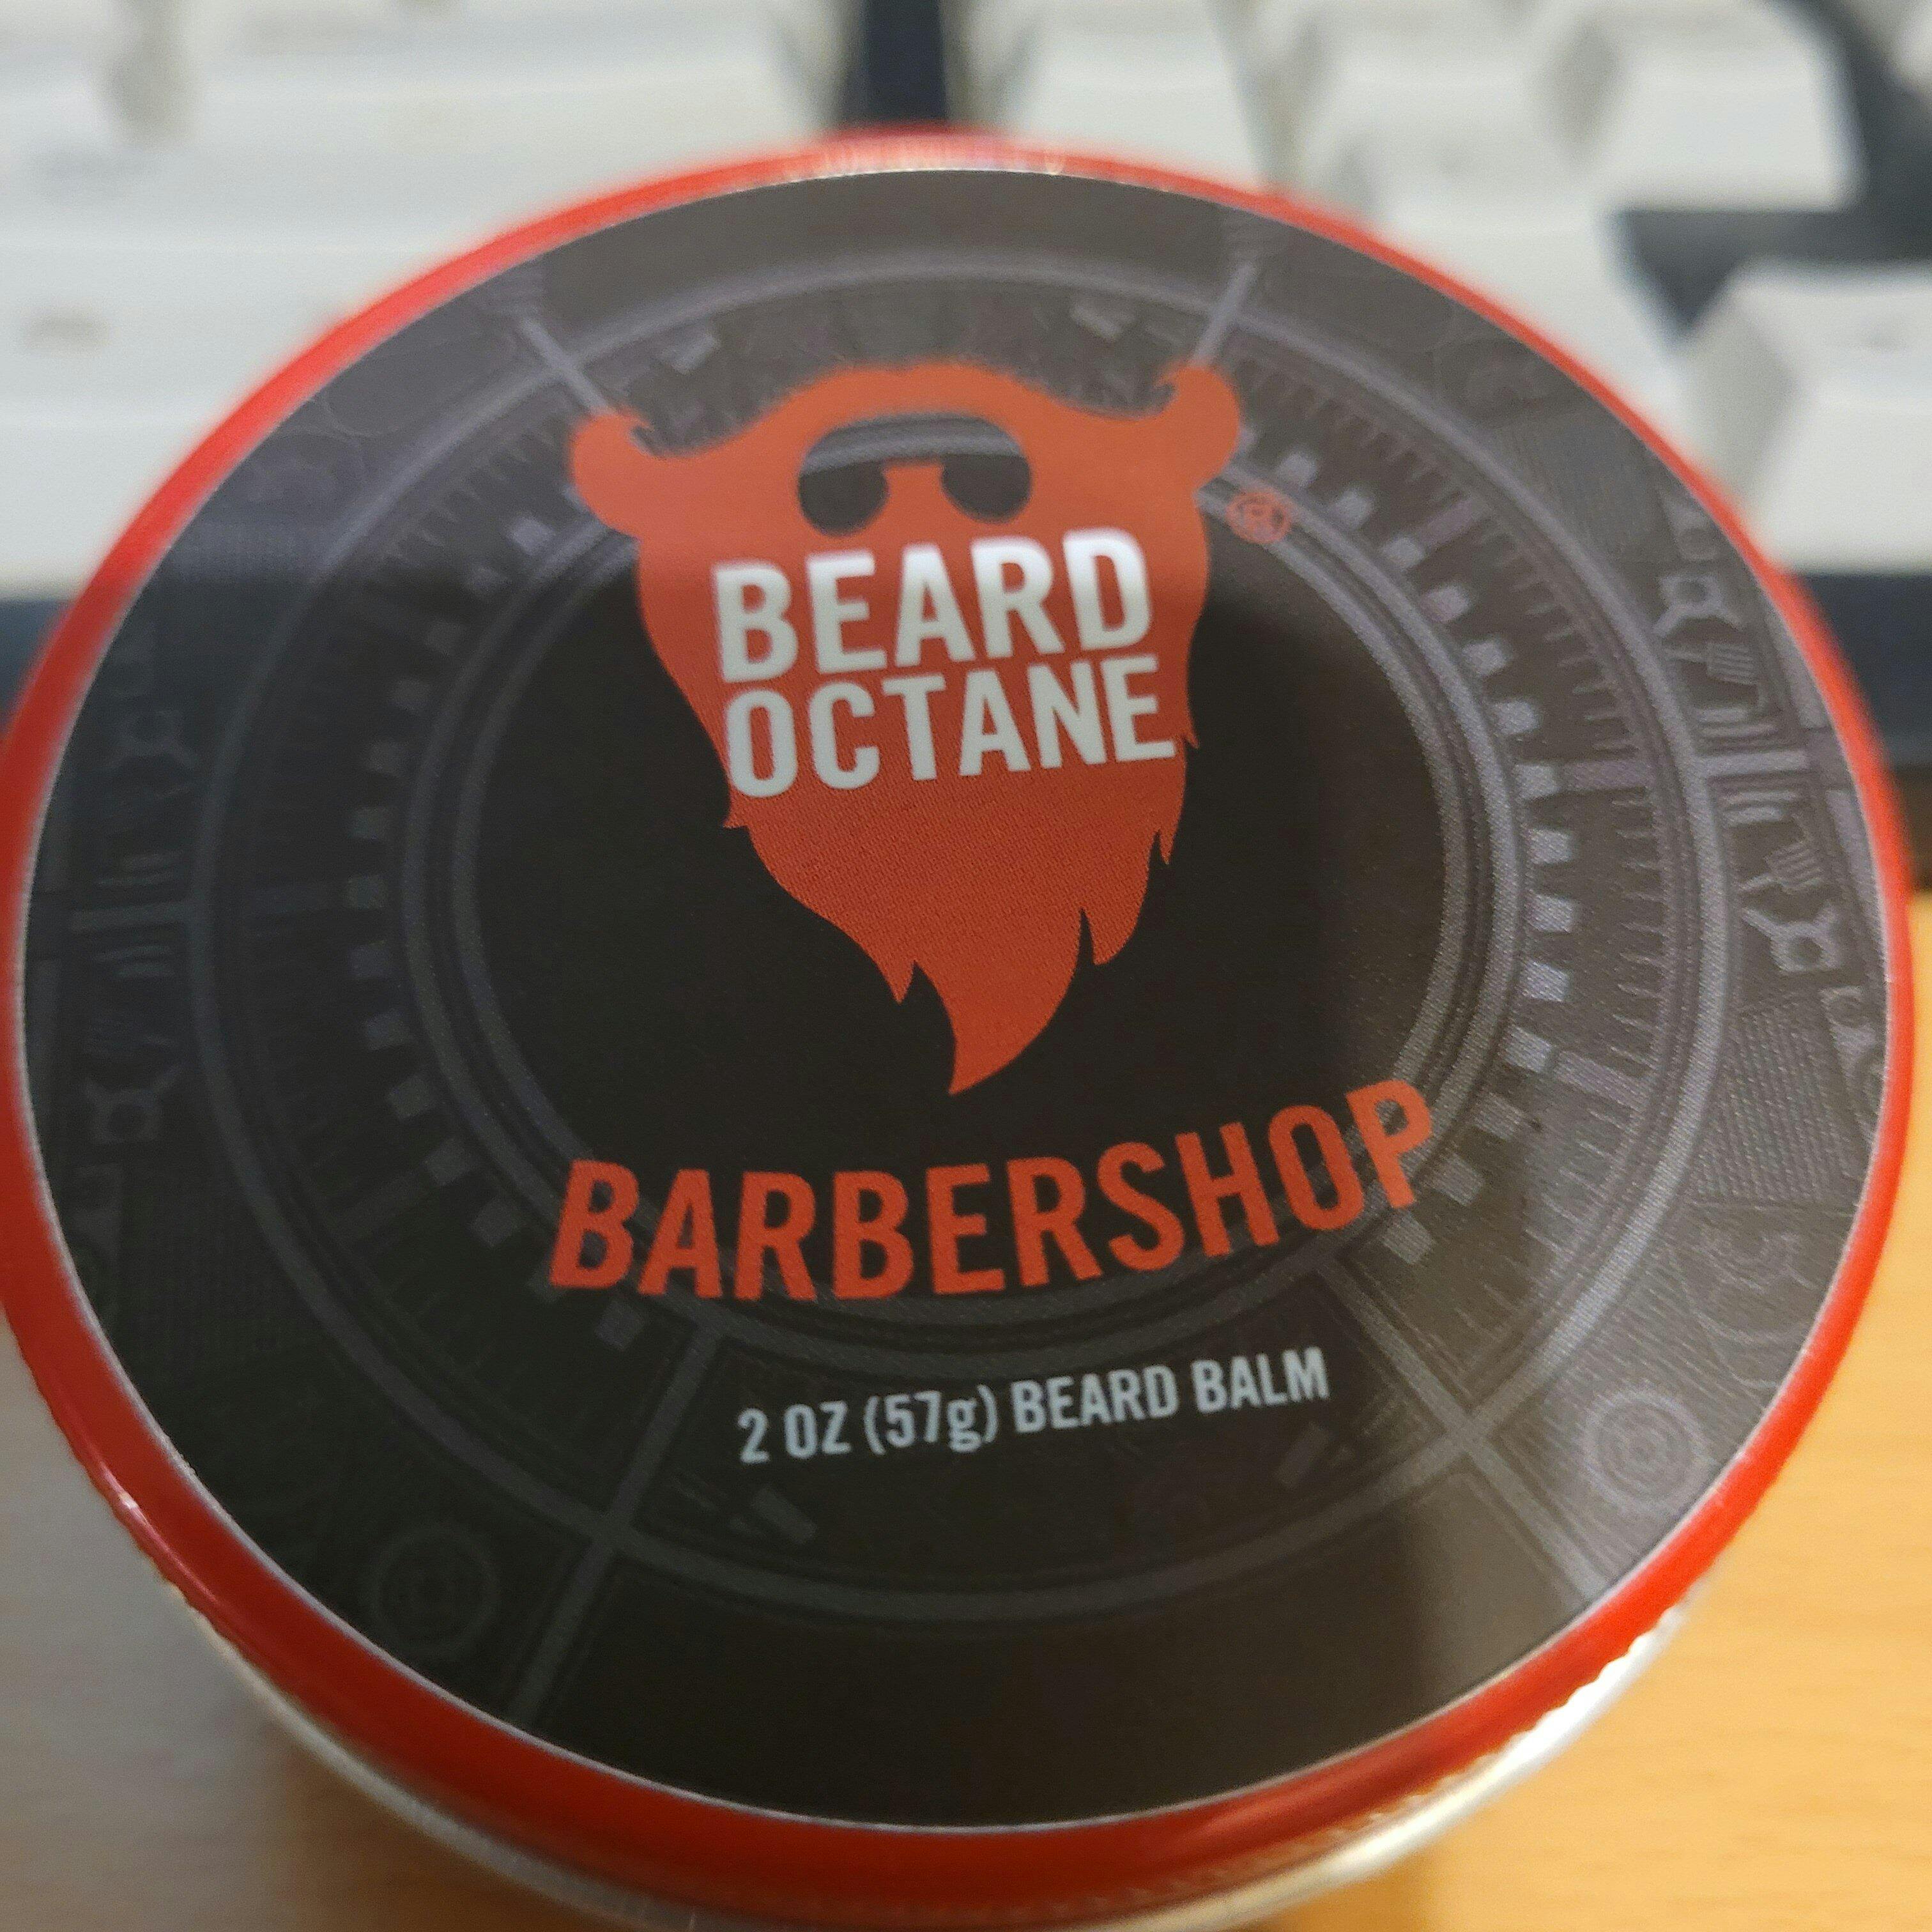 BEARD
OCTANE
®
BARBERSHOP
2 OZ (57g) BEARD BALM